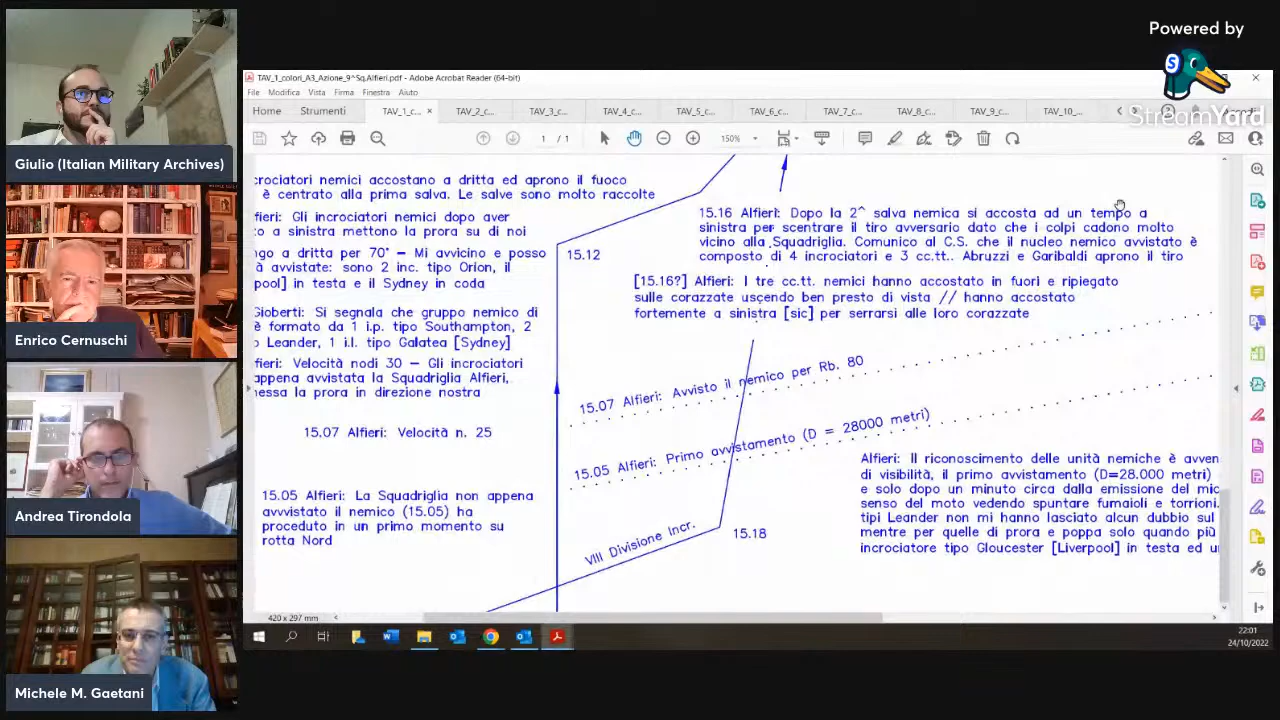 Powered by
StreamYard
Giulio (Italian Military Archives)
Enrico Cernuschi
Andrea Tirondola
Michele M. Gaetani
TAV_1_colori_A3_Azione_9^Sq.Alfieri.pdf - Adobe Acrobat Reader (64-bit)
File Modifica Vista Firma Finestra Aiuto
Home Strumenti TAV_1_c... × TAV_2_c... TAV_3_c... TAV_4_c... TAV_5_c... TAV_6_c... TAV_7_c... TAV_8_c... TAV_9_c... TAV_10_...
1 / 1 150%
crociatori nemici accostano a dritta ed aprono il fuoco
è centrato alla prima salva. Le salve sono molto raccolte
fieri: Gli incrociatori nemici dopo aver
to a sinistra mettono la prora su di noi
ngo a dritta per 70° – Mi avvicino e posso
à avvistate: sono 2 inc. tipo Orion, il
pool] in testa e il Sydney in coda
Gioberti: Si segnala che gruppo nemico di
è formato da 1 i.p. tipo Southampton, 2
o Leander, 1 i.l. tipo Galatea [Sydney]
fieri: Velocità nodi 30 – Gli incrociatori
appena avvistata la Squadriglia Alfieri,
messa la prora in direzione nostra
15.07 Alfieri: Velocità n. 25
15.05 Alfieri: La Squadriglia non appena
avvvistato il nemico (15.05) ha
proceduto in un primo momento su
rotta Nord
15.12
15.16 Alfieri: Dopo la 2^ salva nemica si accosta ad un tempo a
sinistra per scentrare il tiro avversario dato che i colpi cadono molto
vicino alla Squadriglia. Comunico al C.S. che il nucleo nemico avvistato è
composto di 4 incrociatori e 3 cc.tt.. Abruzzi e Garibaldi aprono il tiro
[15.16?] Alfieri: I tre cc.tt. nemici hanno accostato in fuori e ripiegato
sulle corazzate uscendo ben presto di vista // hanno accostato
fortemente a sinistra [sic] per serrarsi alle loro corazzate
15.07 Alfieri: Avvisto il nemico per Rb. 80
15.05 Alfieri: Primo avvistamento (D = 28000 metri)
VIII Divisione Incr.
15.18
Alfieri: Il riconoscimento delle unità nemiche è avven
di visibilità, il primo avvistamento (D=28.000 metri)
e solo dopo un minuto circa dalla emissione del mic
senso del moto vedendo spuntare fumaioli e torrioni.
tipi Leander non mi hanno lasciato alcun dubbio sul
mentre per quelle di prora e poppa solo quando più
incrociatore tipo Gloucester [Liverpool] in testa ed u
420 x 297 mm
22:01
24/10/2022